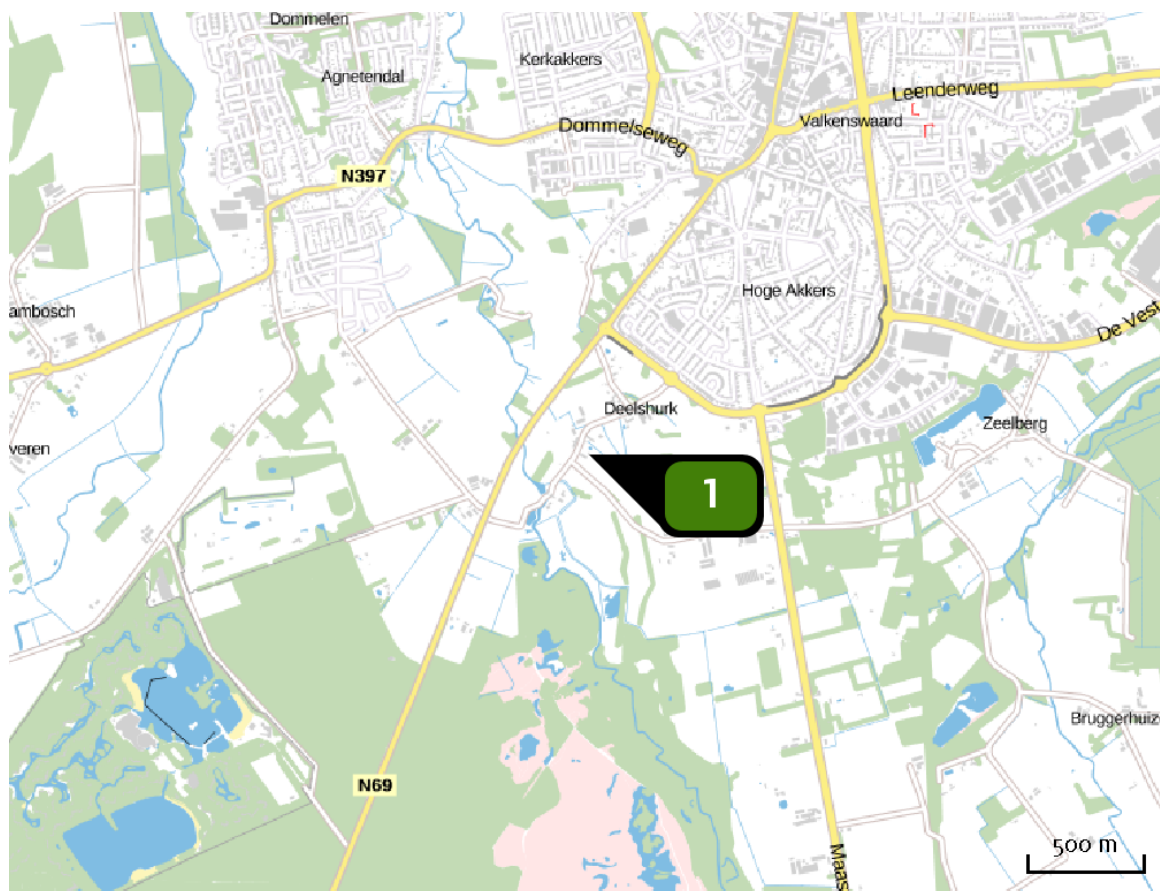 Dommelen
Kerkakkers
Agnetendal
Leenderweg
Valkenswaard
Dommelseweg
N397
Hoge Akkers
ambosch
De Vest
Deelshurk
Zeelberg
veren
1
Bruggerhuize
N69
500 m
Maas